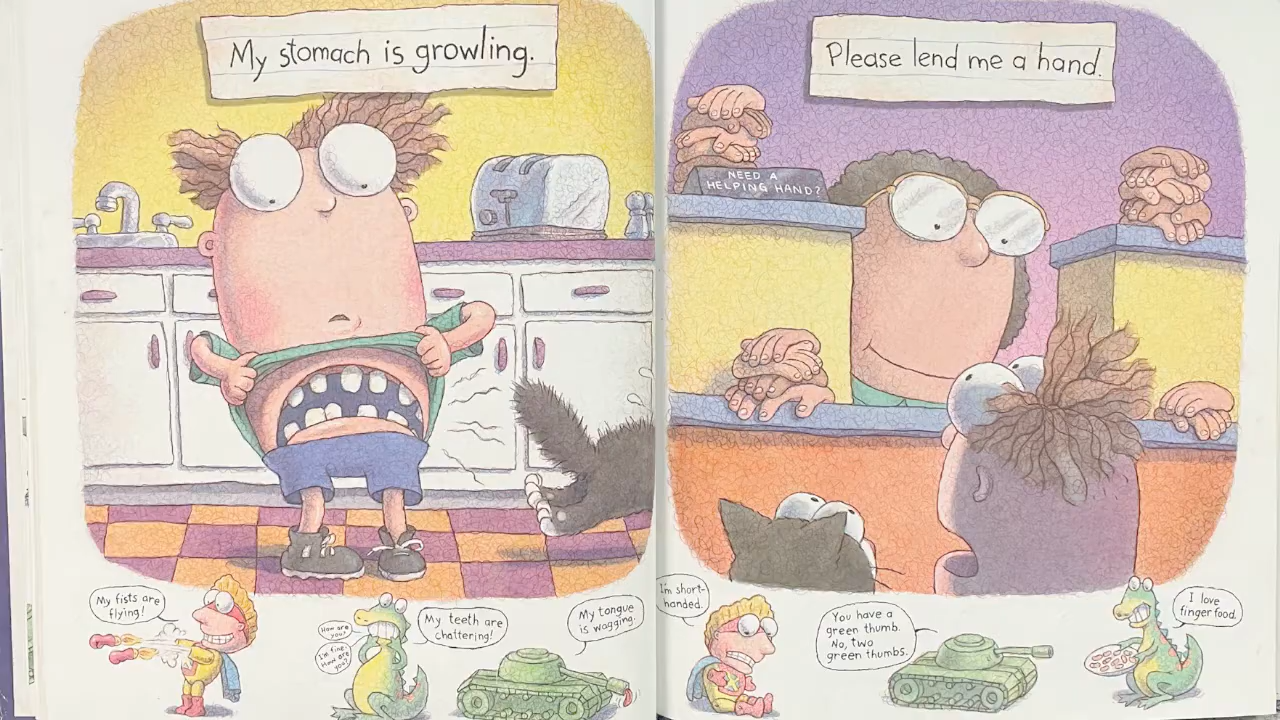 My stomach is growling.
My fists are
flying!
How are
you?
I'm fine.
How are
you?
My teeth are
chattering!
My tongue
is wagging.
Please lend me a hand.
NEED A
HELPING HAND?
I'm short-
handed.
You have a
green thumb.
No, two
green thumbs.
I love
finger food.